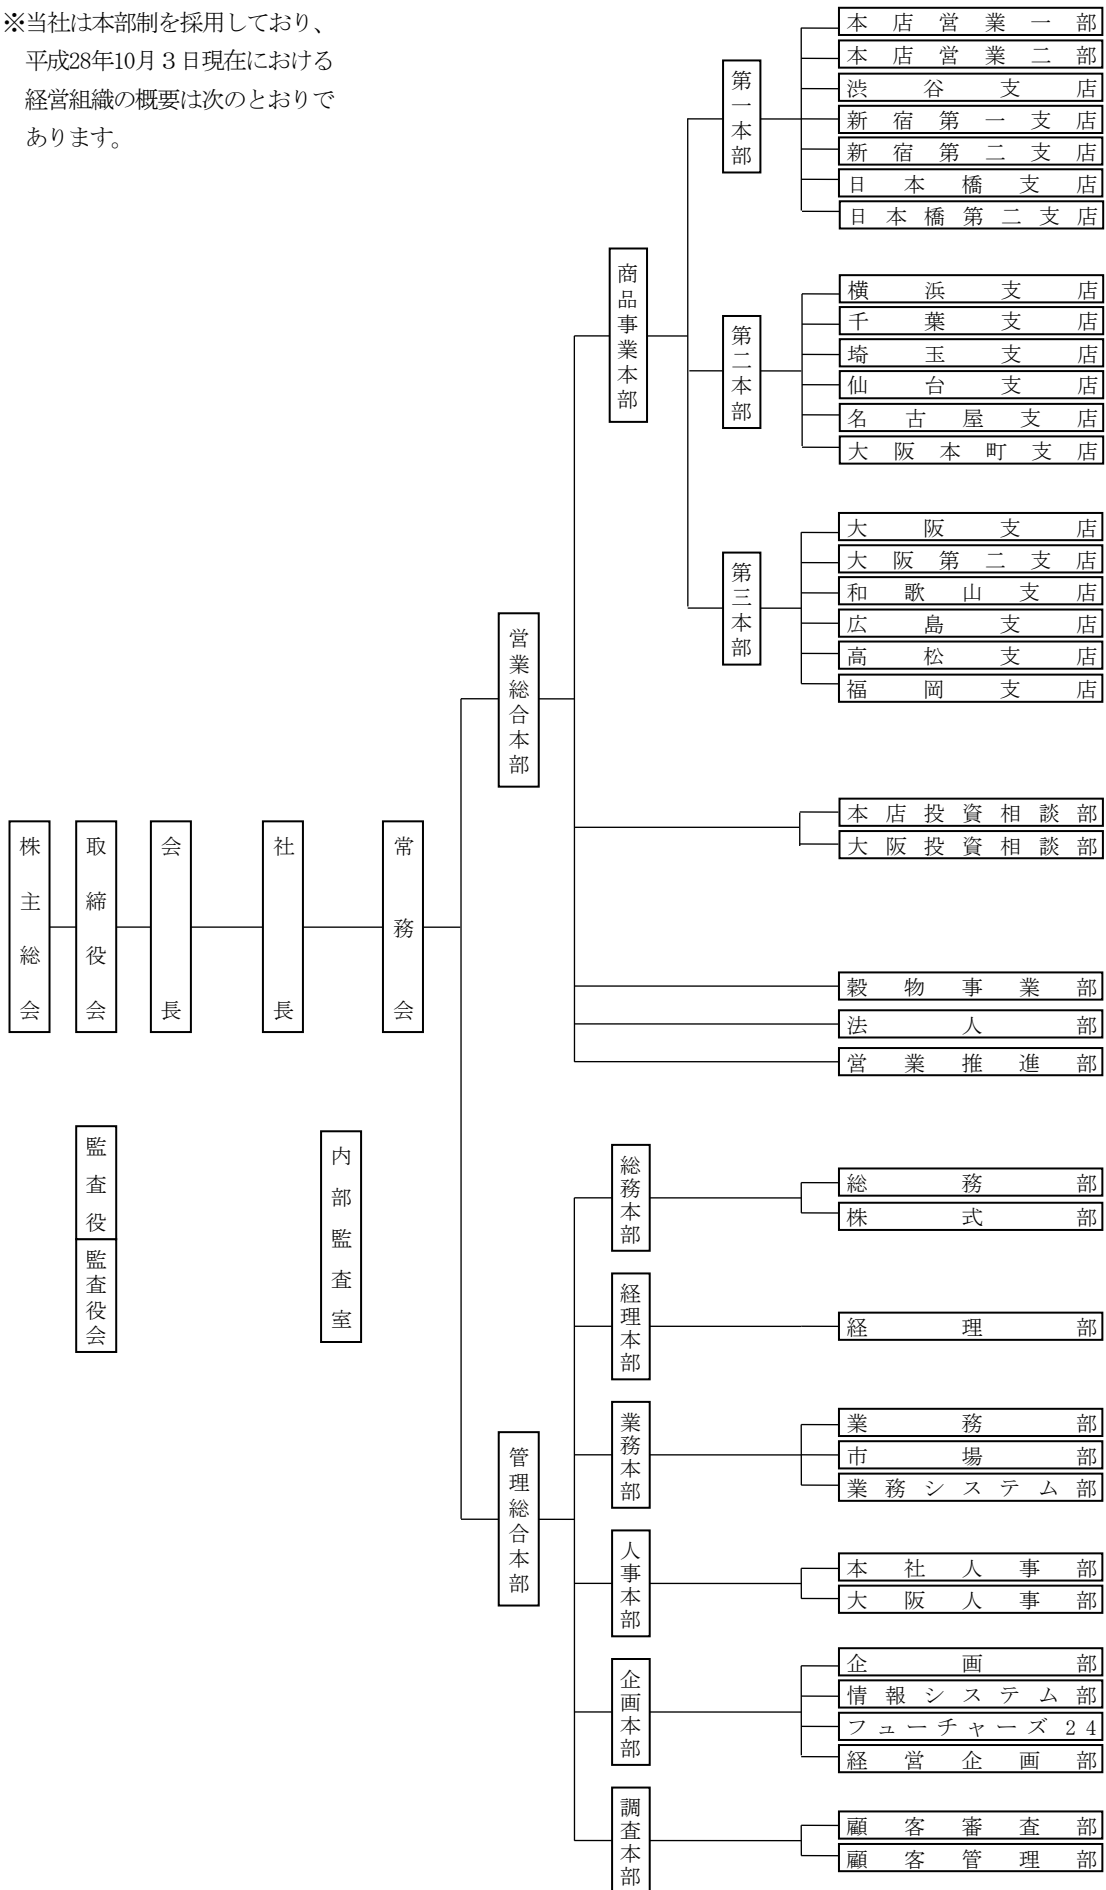 ※当社は本部制を採用しており、
平成28年10月３日現在における
経営組織の概要は次のとおりで
あります。
株主総会
取締役会
会長
社長
常務会
監査役
監査役会
内部監査室
営業総合本部
商品事業本部
第一本部
本店営業一部
本店営業二部
渋谷支店
新宿第一支店
新宿第二支店
日本橋支店
日本橋第二支店
第二本部
横浜支店
千葉支店
埼玉支店
仙台支店
名古屋支店
大阪本町支店
第三本部
大阪支店
大阪第二支店
和歌山支店
広島支店
高松支店
福岡支店
本店投資相談部
大阪投資相談部
穀物事業部
法人部
営業推進部
管理総合本部
総務本部
総務部
株式部
経理本部
経理部
業務本部
業務部
市場部
業務システム部
人事本部
本社人事部
大阪人事部
企画本部
企画部
情報システム部
フューチャーズ24
経営企画部
調査本部
顧客審査部
顧客管理部